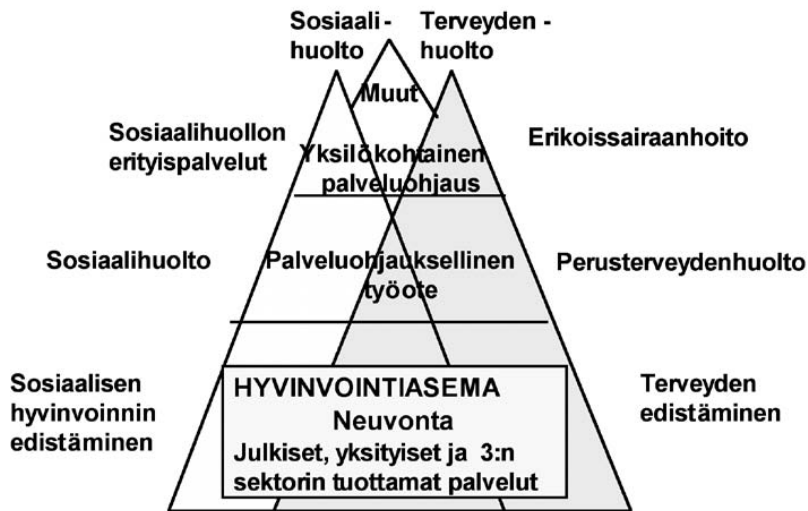 Sosiaali -
huolto
Terveyden -
huolto
Muut
Sosiaalihuollon
erityispalvelut
Yksilökohtainen
palveluohjaus
Erikoissairaanhoito
Sosiaalihuolto
Palveluohjauksellinen
työote
Perusterveydenhuolto
Sosiaalisen
hyvinvoinnin
edistäminen
HYVINVOINTIASEMA
Neuvonta
Julkiset, yksityiset ja 3:n
sektorin tuottamat palvelut
Terveyden
edistäminen